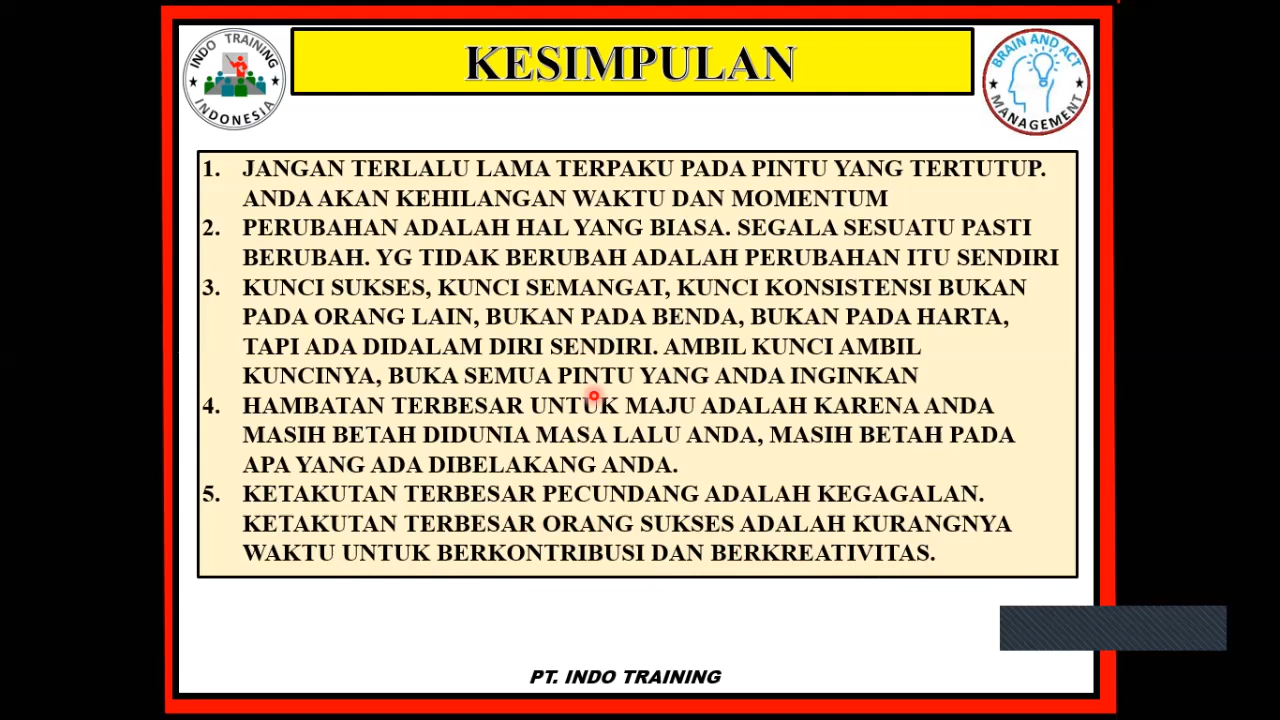 INDO TRAINING
INDONESIA
KESIMPULAN
BRAIN AND ACT
MANAGEMENT
1. JANGAN TERLALU LAMA TERPAKU PADA PINTU YANG TERTUTUP.
ANDA AKAN KEHILANGAN WAKTU DAN MOMENTUM
2. PERUBAHAN ADALAH HAL YANG BIASA. SEGALA SESUATU PASTI
BERUBAH. YG TIDAK BERUBAH ADALAH PERUBAHAN ITU SENDIRI
3. KUNCI SUKSES, KUNCI SEMANGAT, KUNCI KONSISTENSI BUKAN
PADA ORANG LAIN, BUKAN PADA BENDA, BUKAN PADA HARTA,
TAPI ADA DIDALAM DIRI SENDIRI. AMBIL KUNCI AMBIL
KUNCINYA, BUKA SEMUA PINTU YANG ANDA INGINKAN
4. HAMBATAN TERBESAR UNTUK MAJU ADALAH KARENA ANDA
MASIH BETAH DIDUNIA MASA LALU ANDA, MASIH BETAH PADA
APA YANG ADA DIBELAKANG ANDA.
5. KETAKUTAN TERBESAR PECUNDANG ADALAH KEGAGALAN.
KETAKUTAN TERBESAR ORANG SUKSES ADALAH KURANGNYA
WAKTU UNTUK BERKONTRIBUSI DAN BERKREATIVITAS.
PT. INDO TRAINING